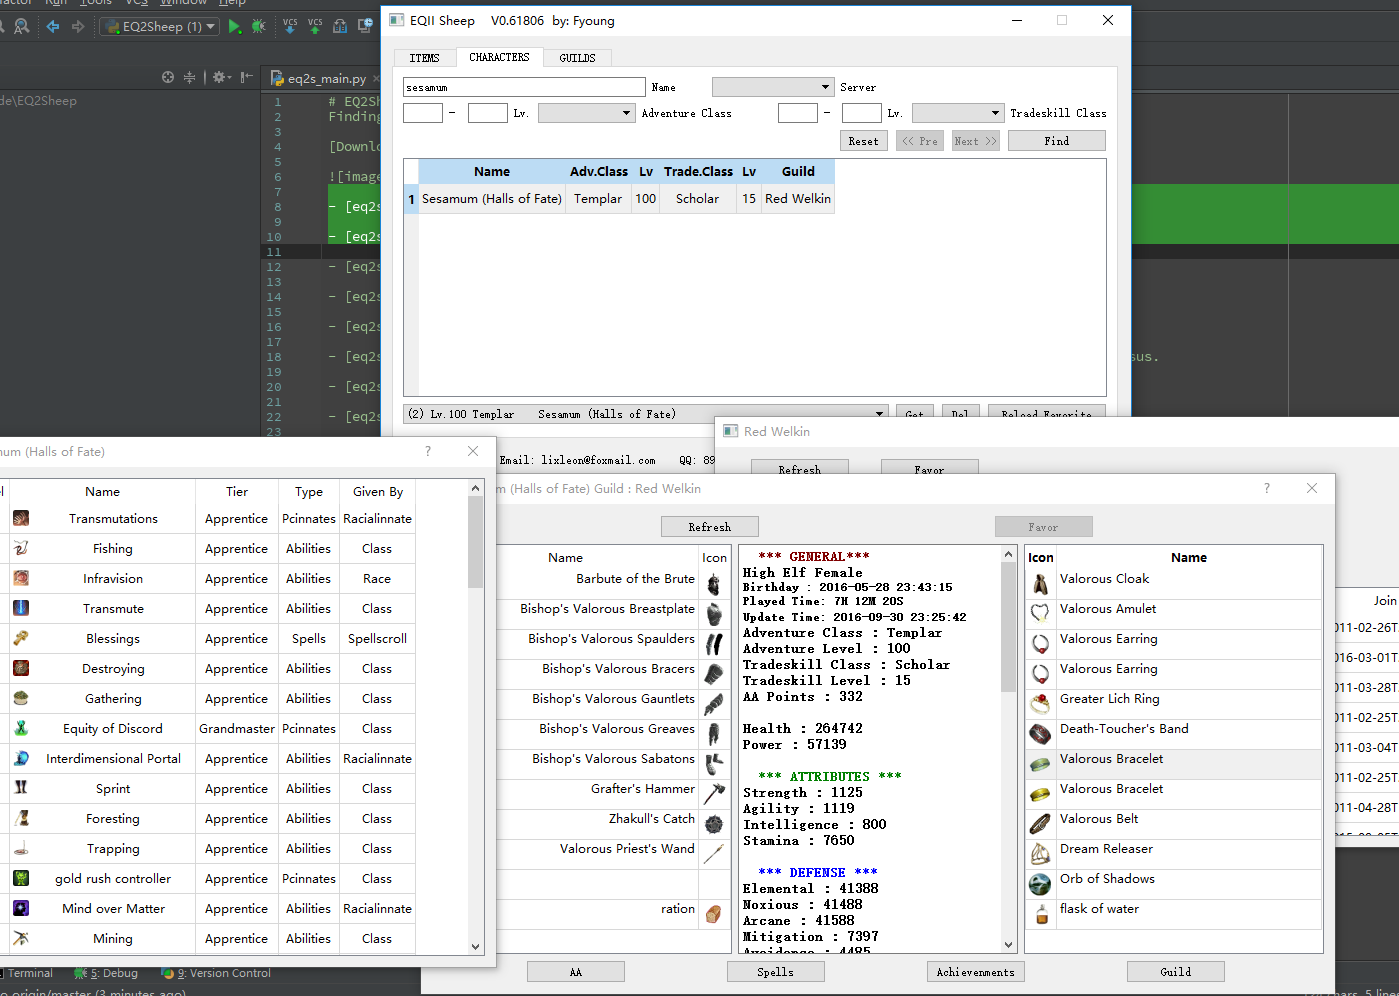 Run Tools VCS Window Help
EQ2Sheep (1)
VCS VCS
de\EQ2Sheep
eq2s_main.py
1
2
3
4
5
6
7
8
9
10
11
12
13
14
15
16
17
18
19
20
21
22
23
# EQ2Sh
Finding
[Downlo
![image
- [eq2s
- [eq2s
- [eq2s
- [eq2s
- [eq2s
- [eq2s
sus.
- [eq2s
- [eq2s
EQII Sheep V0.61806 by: Fyoung
ITEMS CHARACTERS GUILDS
sesamum Name Server
- Lv. Adventure Class - Lv. Tradeskill Class
Reset << Pre Next >> Find
Name Adv.Class Lv Trade.Class Lv Guild
1 Sesamum (Halls of Fate) Templar 100 Scholar 15 Red Welkin
(2) Lv.100 Templar Sesamum (Halls of Fate) Get Del Reload Favorite
Email: lixleon@foxmail.com QQ: 89
Red Welkin
Refresh Favor
Join
011-02-26T
016-03-01T
011-03-28T
011-02-25T
011-03-04T
011-02-25T
011-04-28T
mum (Halls of Fate)
?
Name Tier Type Given By
Transmutations Apprentice Pcinnates Racialinnate
Fishing Apprentice Abilities Class
Infravision Apprentice Abilities Race
Transmute Apprentice Abilities Class
Blessings Apprentice Spells Spellscroll
Destroying Apprentice Abilities Class
Gathering Apprentice Abilities Class
Equity of Discord Grandmaster Pcinnates Class
Interdimensional Portal Apprentice Abilities Racialinnate
Sprint Apprentice Abilities Class
Foresting Apprentice Abilities Class
Trapping Apprentice Abilities Class
gold rush controller Apprentice Pcinnates Class
Mind over Matter Apprentice Abilities Racialinnate
Mining Apprentice Abilities Class
m (Halls of Fate) Guild : Red Welkin
?
Refresh Favor
Name Icon
Barbute of the Brute
Bishop's Valorous Breastplate
Bishop's Valorous Spaulders
Bishop's Valorous Bracers
Bishop's Valorous Gauntlets
Bishop's Valorous Greaves
Bishop's Valorous Sabatons
Grafter's Hammer
Zhakull's Catch
Valorous Priest's Wand
ration
*** GENERAL***
High Elf Female
Birthday : 2016-05-28 23:43:15
Played Time: 7H 12M 20S
Update Time: 2016-09-30 23:25:42
Adventure Class : Templar
Adventure Level : 100
Tradeskill Class : Scholar
Tradeskill Level : 15
AA Points : 332
Health : 264742
Power : 57139
*** ATTRIBUTES ***
Strength : 1125
Agility : 1119
Intelligence : 800
Stamina : 7650
*** DEFENSE ***
Elemental : 41388
Noxious : 41488
Arcane : 41588
Mitigation : 7397
Avoidance : 4485
Icon Name
Valorous Cloak
Valorous Amulet
Valorous Earring
Valorous Earring
Greater Lich Ring
Death-Toucher's Band
Valorous Bracelet
Valorous Bracelet
Valorous Belt
Dream Releaser
Orb of Shadows
flask of water
AA Spells Achievenments Guild
Terminal 5: Debug 9: Version Control
o origin/master (3 minutes ago)